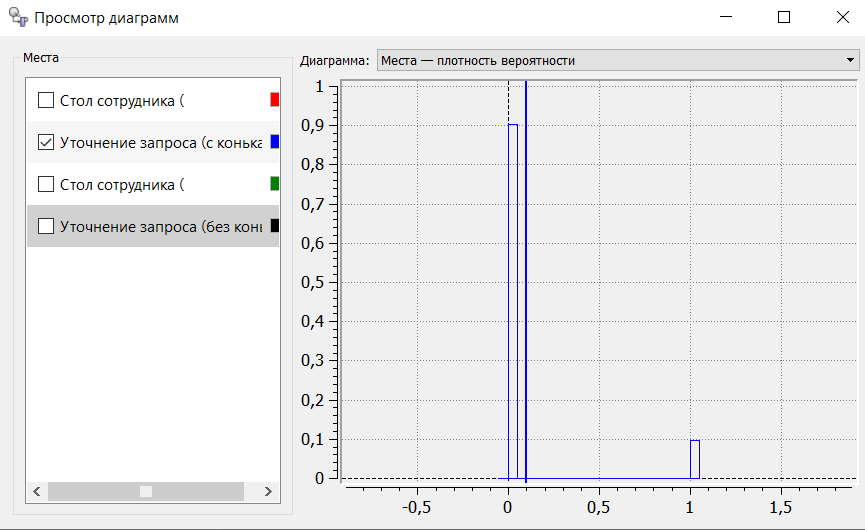 Просмотр диаграмм
Места
Диаграмма: Места — плотность вероятности
Стол сотрудника (
Уточнение запроса (с конька
Стол сотрудника (
Уточнение запроса (без конь
1
0,9
0,8
0,7
0,6
0,5
0,4
0,3
0,2
0,1
0
-0,5 0 0,5 1 1,5